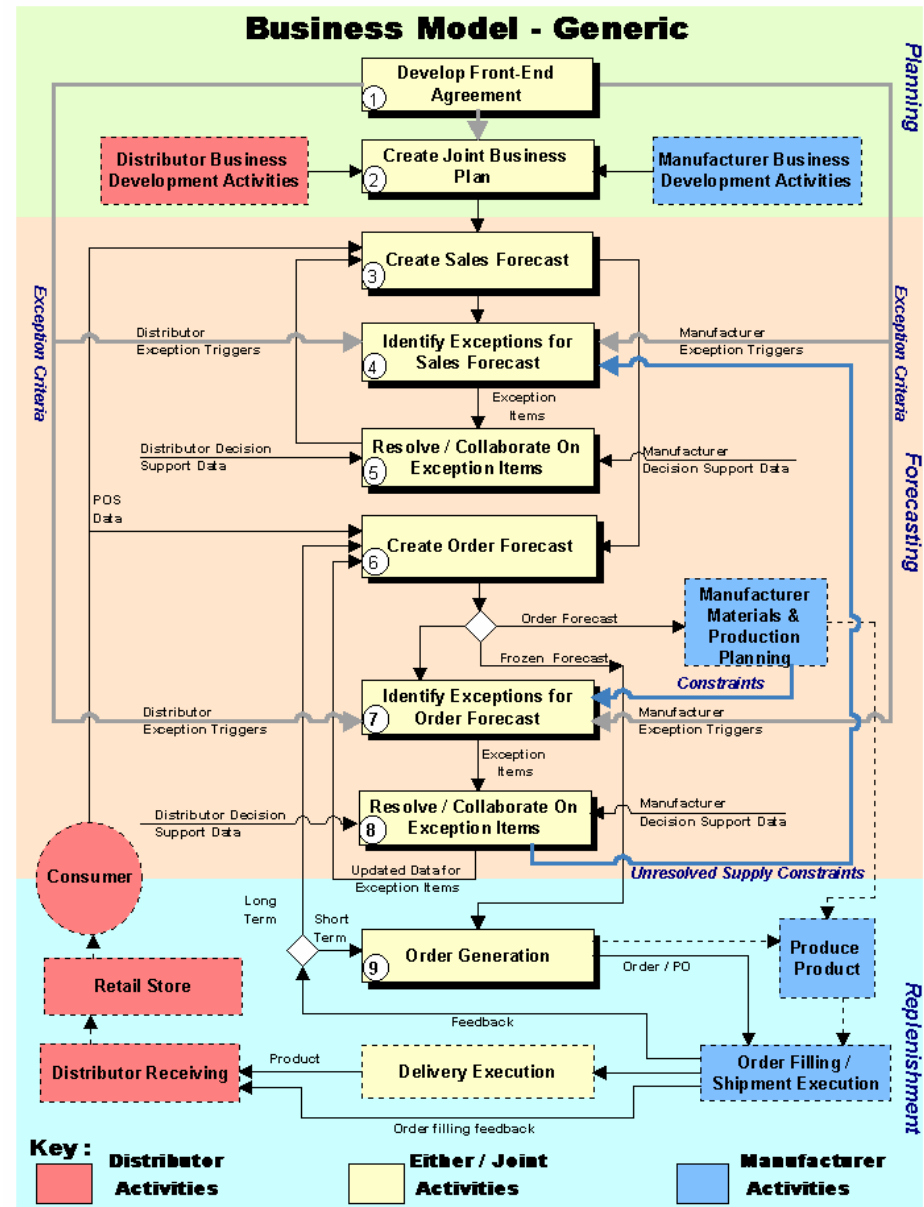 Business Model - Generic
Planning
Develop Front-End
Agreement
1
Distributor Business
Development Activities
Create Joint Business
Plan
2
Manufacturer Business
Development Activities
Create Sales Forecast
3
Exception Criteria
Exception Criteria
Distributor
Exception Triggers
Identify Exceptions for
Sales Forecast
4
Manufacturer
Exception Triggers
Exception
Items
Distributor Decision
Support Data
Resolve / Collaborate On
Exception Items
5
Manufacturer
Decision Support Data
Forecasting
POS
Data
Create Order Forecast
6
Order Forecast
Manufacturer
Materials &
Production
Planning
Frozen Forecast
Constraints
Distributor
Exception Triggers
Identify Exceptions for
Order Forecast
7
Manufacturer
Exception Triggers
Exception
Items
Distributor Decision
Support Data
Resolve / Collaborate On
Exception Items
8
Manufacturer
Decision Support Data
Consumer
Updated Data for
Exception Items
Unresolved Supply Constraints
Long
Term
Short
Term
Order Generation
9
Order / PO
Produce
Product
Replenishment
Retail Store
Feedback
Distributor Receiving
Product
Delivery Execution
Order Filling /
Shipment Execution
Order filling feedback
Key :
Distributor
Activities
Either / Joint
Activities
Manufacturer
Activities